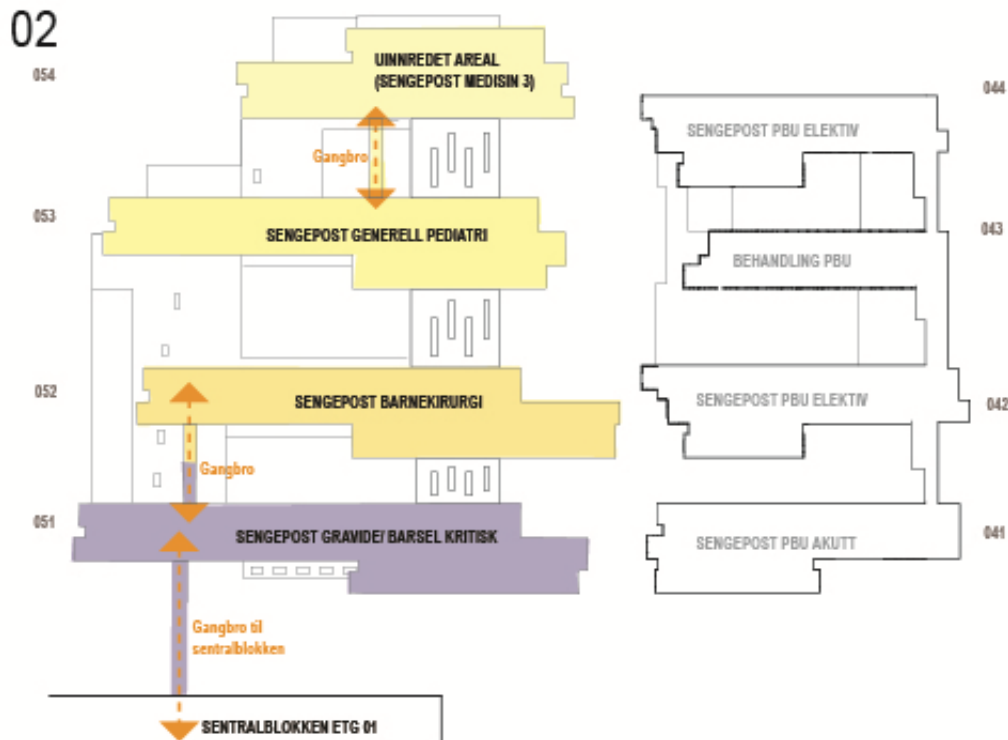 02
054
UINNREDET AREAL
(SENGEPOST MEDISIN 3)
044
SENGEPOST PBU ELEKTIV
Gangbro
053
SENGEPOST GENERELL PEDIATRI
043
BEHANDLING PBU
052
SENGEPOST BARNEKIRURGI
SENGEPOST PBU ELEKTIV
042
Gangbro
051
SENGEPOST GRAVIDE/ BARSEL KRITISK
SENGEPOST PBU AKUTT
041
Gangbro til
sentralblokken
SENTRALBLOKKEN ETG 01